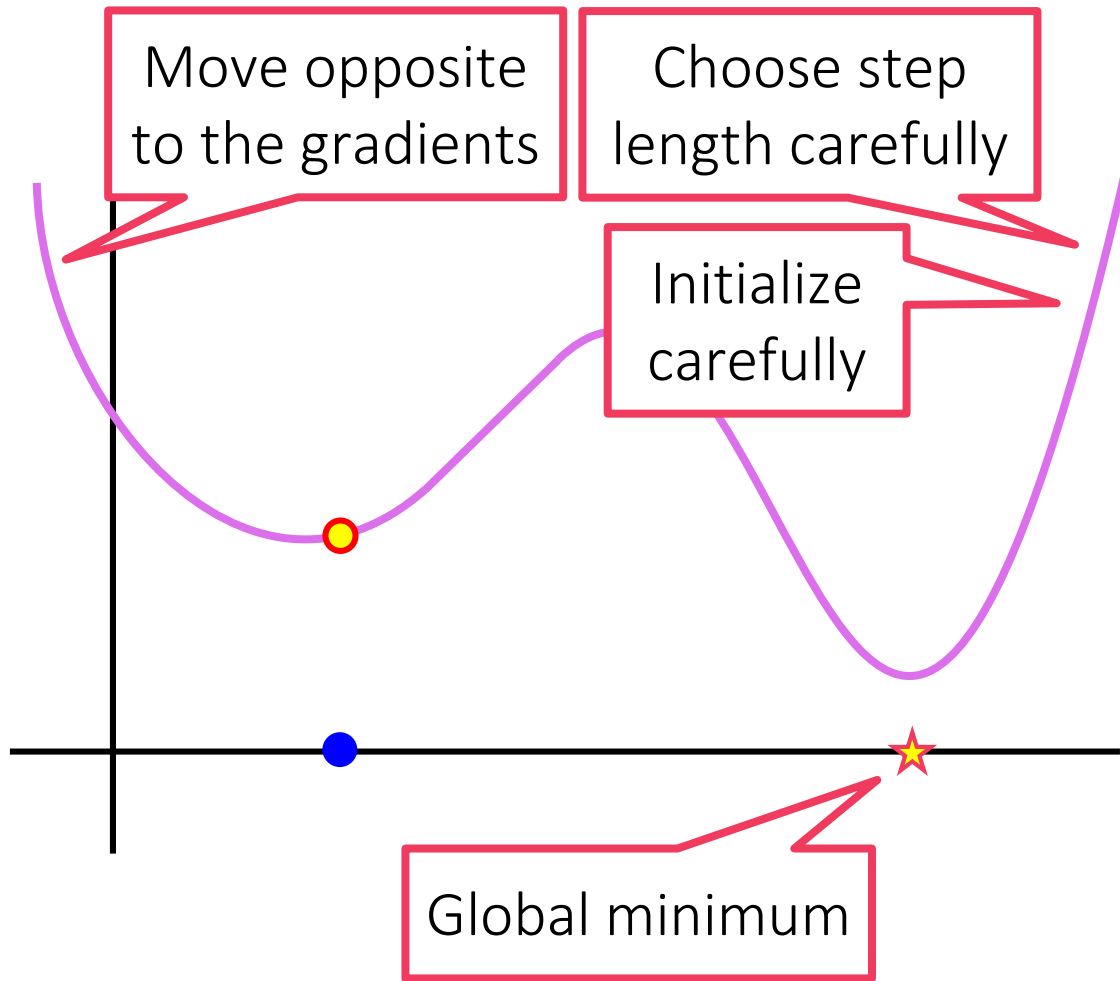 Move opposite
to the gradients
Choose step
length carefully
Initialize
carefully
Global minimum